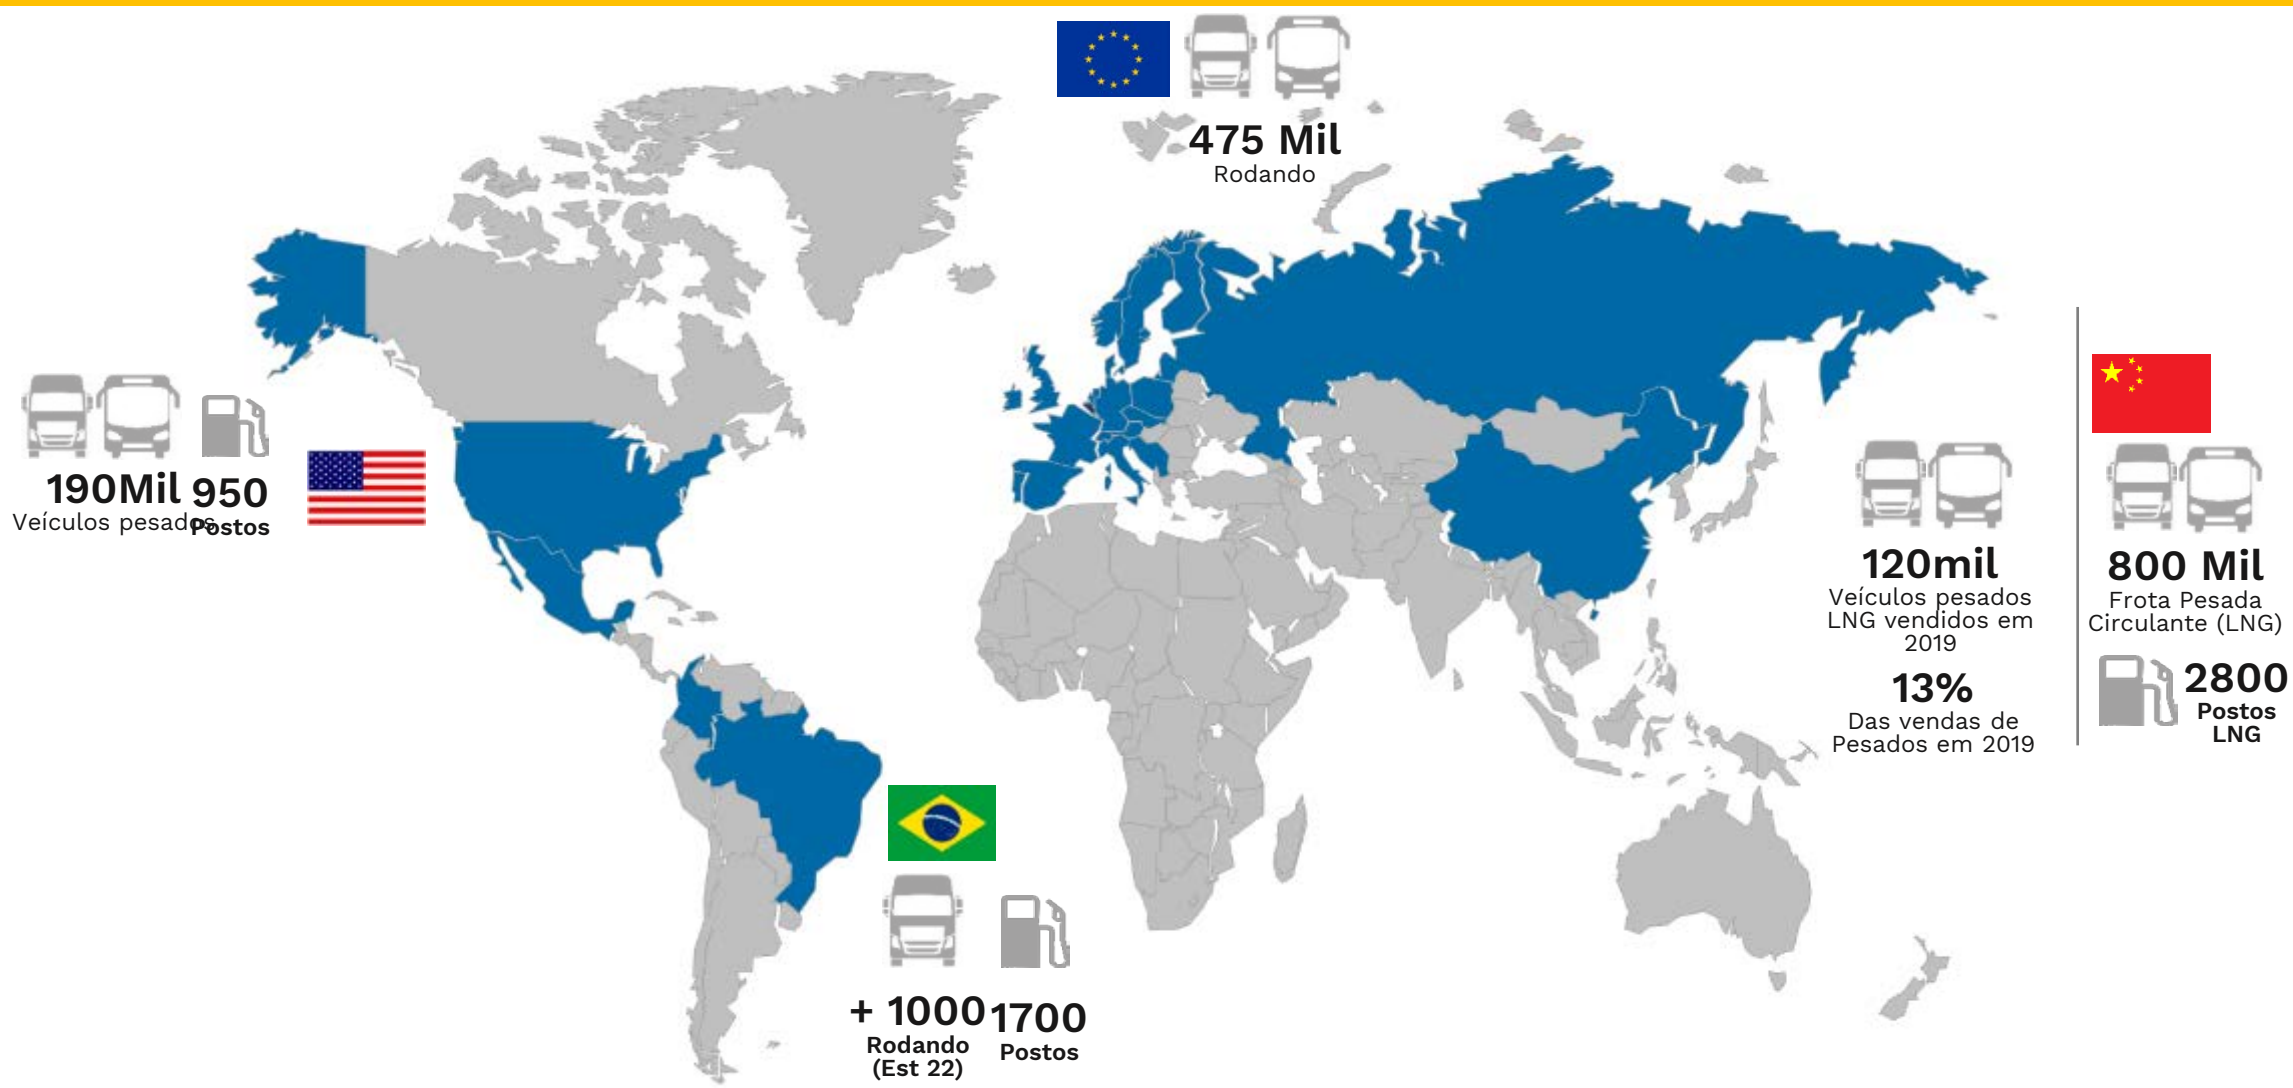 475 Mil
Rodando
190Mil
Veículos pesados
950
Postos
120mil
Veículos pesados
LNG vendidos em
2019
13%
Das vendas de
Pesados em 2019
800 Mil
Frota Pesada
Circulante (LNG)
2800
Postos
LNG
+ 1000
Rodando
(Est 22)
1700
Postos